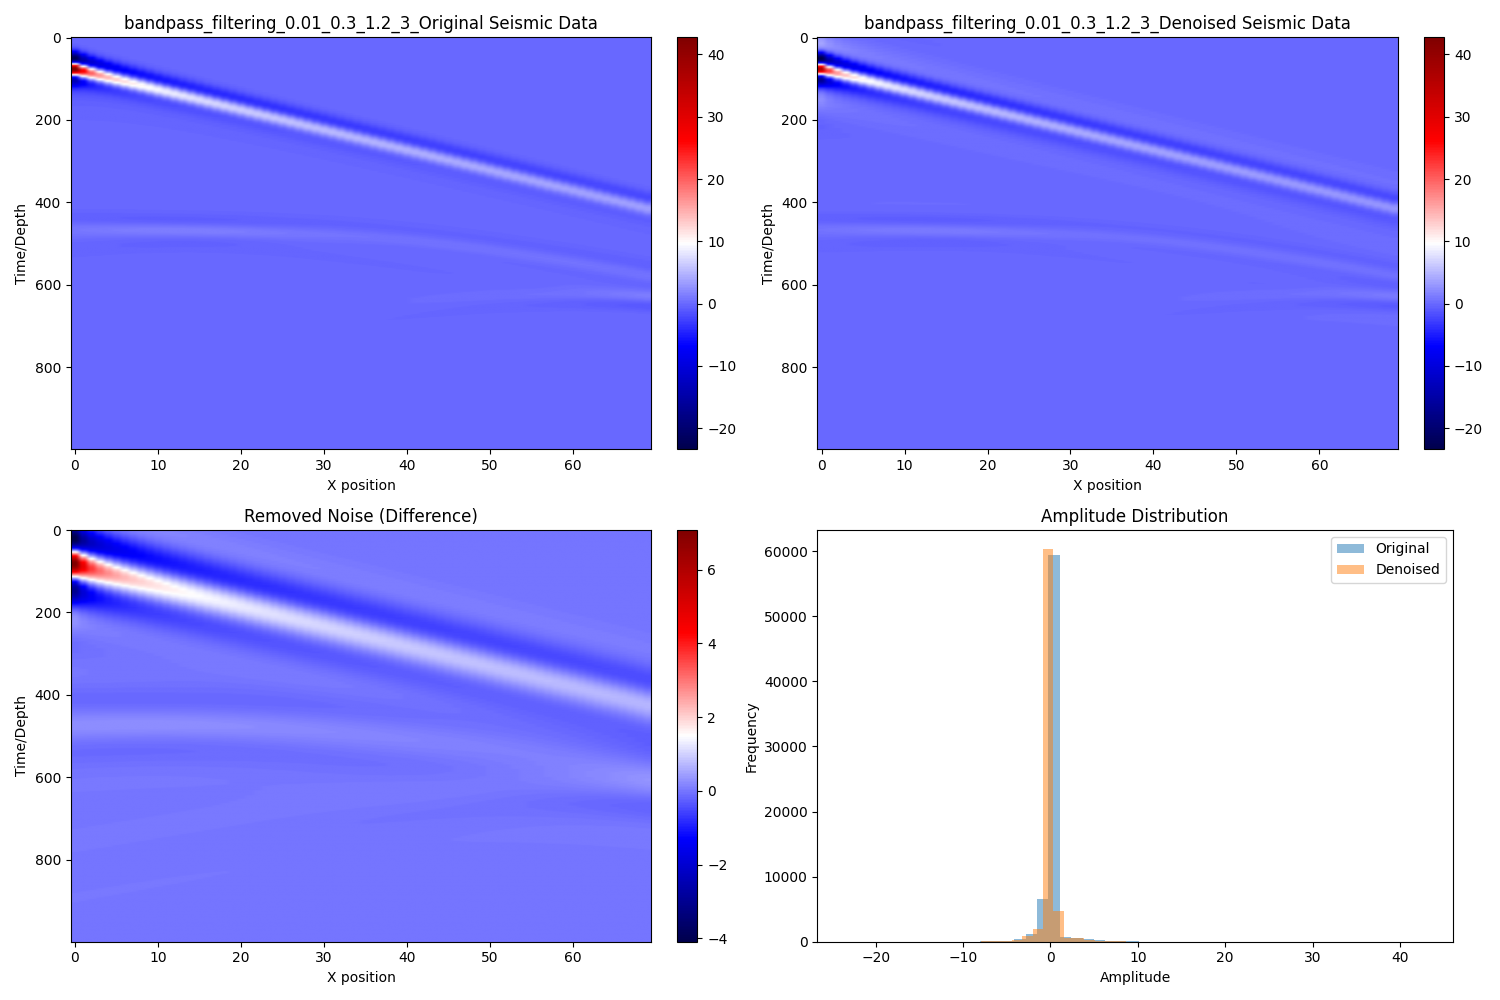 bandpass_filtering_0.01_0.3_1.2_3_Original Seismic Data
0
200
400
600
800
Time/Depth
0 10 20 30 40 50 60
X position
40
30
20
10
0
−10
−20
bandpass_filtering_0.01_0.3_1.2_3_Denoised Seismic Data
0
200
400
600
800
Time/Depth
0 10 20 30 40 50 60
X position
40
30
20
10
0
−10
−20
Removed Noise (Difference)
0
200
400
600
800
Time/Depth
0 10 20 30 40 50 60
X position
6
4
2
0
−2
−4
Amplitude Distribution
Original
Denoised
60000
50000
40000
30000
20000
10000
0
Frequency
−20 −10 0 10 20 30 40
Amplitude